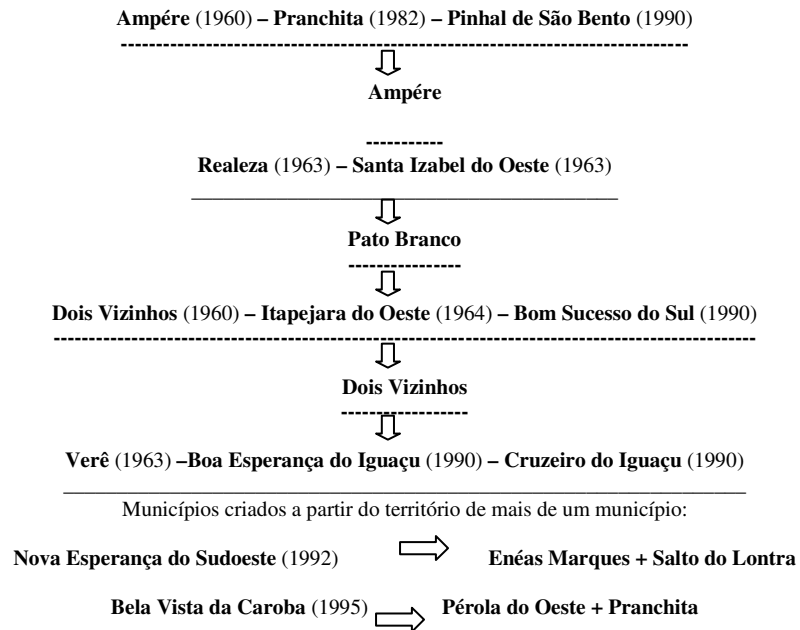 Ampére (1960) – Pranchita (1982) – Pinhal de São Bento (1990)
Ampére
Realeza (1963) – Santa Izabel do Oeste (1963)
Pato Branco
Dois Vizinhos (1960) – Itapejara do Oeste (1964) – Bom Sucesso do Sul (1990)
Dois Vizinhos
Verê (1963) –Boa Esperança do Iguaçu (1990) – Cruzeiro do Iguaçu (1990)
Municípios criados a partir do território de mais de um município:
Nova Esperança do Sudoeste (1992) Enéas Marques + Salto do Lontra
Bela Vista da Caroba (1995) Pérola do Oeste + Pranchita